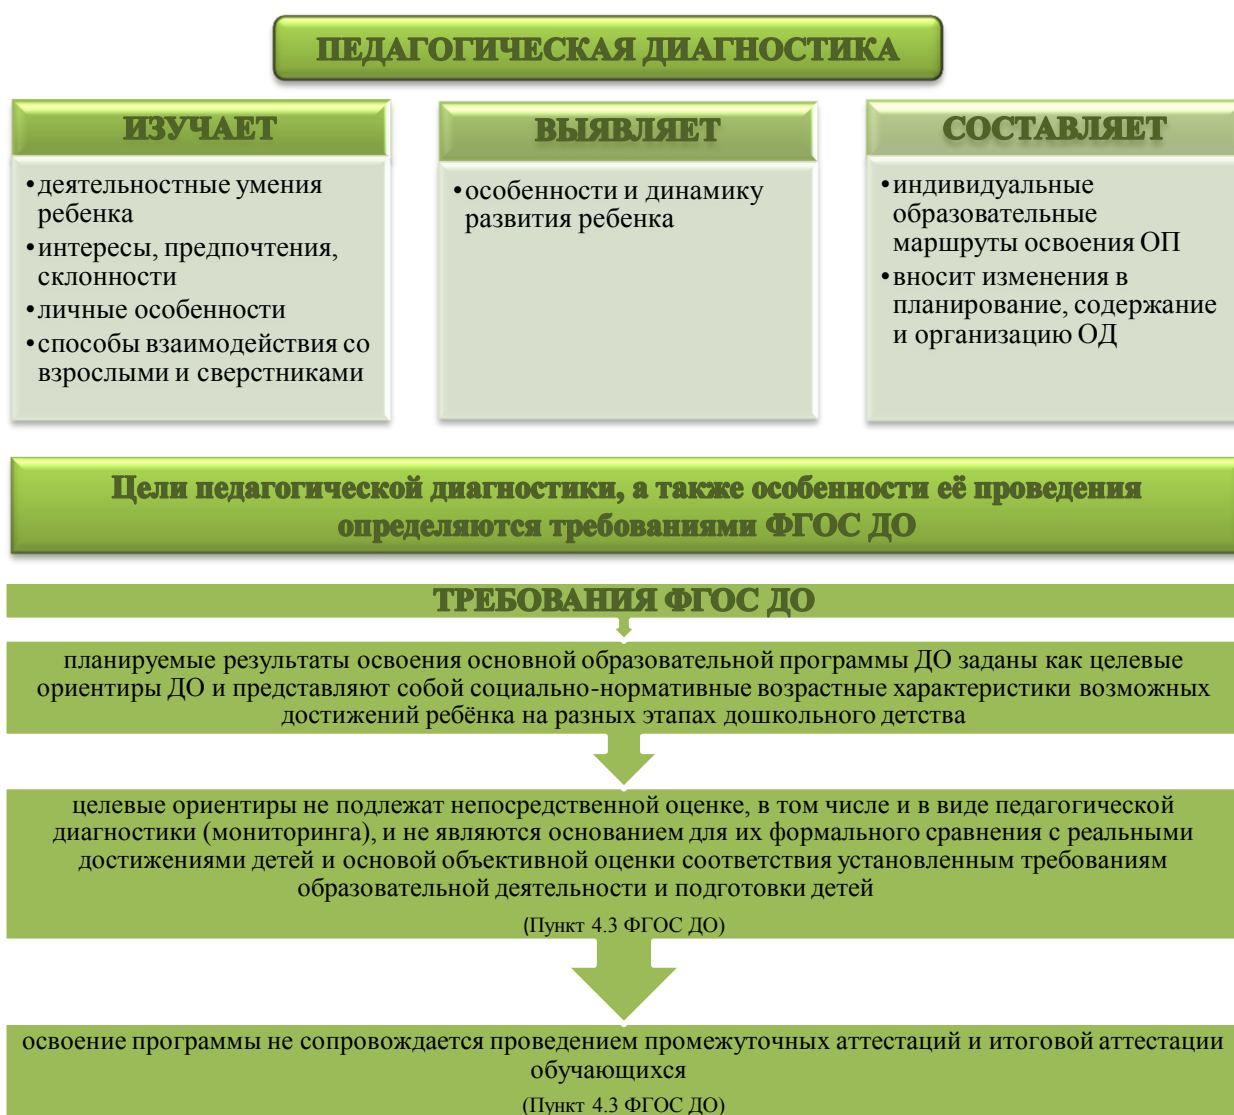 ПЕДАГОГИЧЕСКАЯ ДИАГНОСТИКА
ИЗУЧАЕТ
•деятельностные умения
ребенка
•интересы, предпочтения,
склонности
•личные особенности
•способы взаимодействия со
взрослыми и сверстниками
ВЫЯВЛЯЕТ
•особенности и динамику
развития ребенка
СОСТАВЛЯЕТ
•индивидуальные
образовательные
маршруты освоения ОП
•вносит изменения в
планирование, содержание
и организацию ОД
Цели педагогической диагностики, а также особенности её проведения
определяются требованиями ФГОС ДО
ТРЕБОВАНИЯ ФГОС ДО
планируемые результаты освоения основной образовательной программы ДО заданы как целевые
ориентиры ДО и представляют собой социально-нормативные возрастные характеристики возможных
достижений ребёнка на разных этапах дошкольного детства
целевые ориентиры не подлежат непосредственной оценке, в том числе и в виде педагогической
диагностики (мониторинга), и не являются основанием для их формального сравнения с реальными
достижениями детей и основой объективной оценки соответствия установленным требованиям
образовательной деятельности и подготовки детей
(Пункт 4.3 ФГОС ДО)
освоение программы не сопровождается проведением промежуточных аттестаций и итоговой аттестации
обучающихся
(Пункт 4.3 ФГОС ДО)